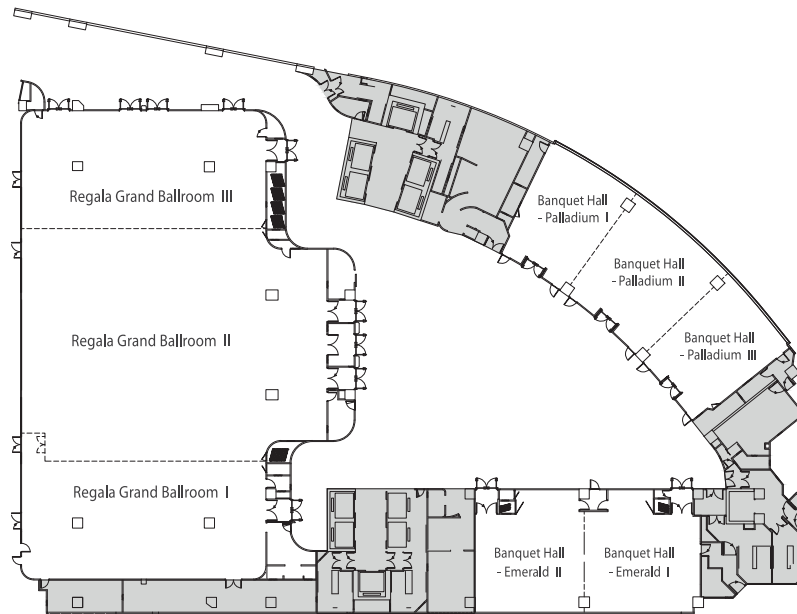 Regala Grand Ballroom III
Banquet Hall
- Palladium I
Banquet Hall
- Palladium II
Regala Grand Ballroom II
Banquet Hall
- Palladium III
Regala Grand Ballroom I
Banquet Hall
- Emerald II
Banquet Hall
- Emerald I